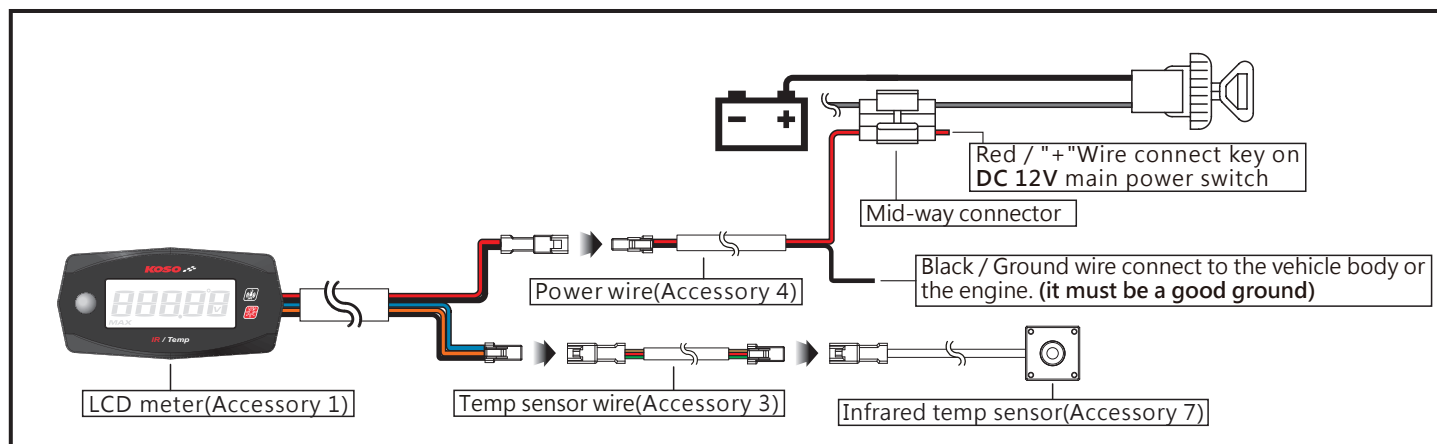 Red / "+"Wire connect key on
DC 12V main power switch
Mid-way connector
KOSO
Black / Ground wire connect to the vehicle body or
the engine. (it must be a good ground)
Power wire(Accessory 4)
MAX
IR / Temp
LCD meter(Accessory 1)
Temp sensor wire(Accessory 3)
Infrared temp sensor(Accessory 7)